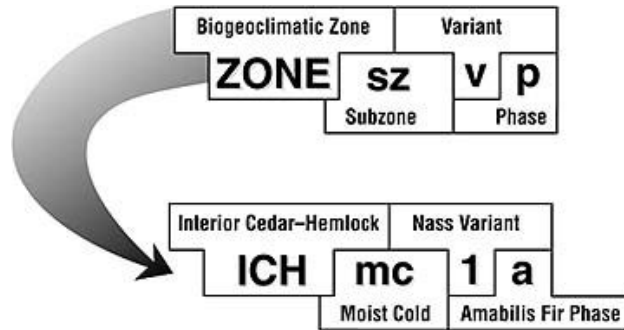 Biogeoclimatic Zone Variant
ZONE sz v p
Subzone Phase
Interior Cedar–Hemlock Nass Variant
ICH mc 1 a
Moist Cold Amabilis Fir Phase